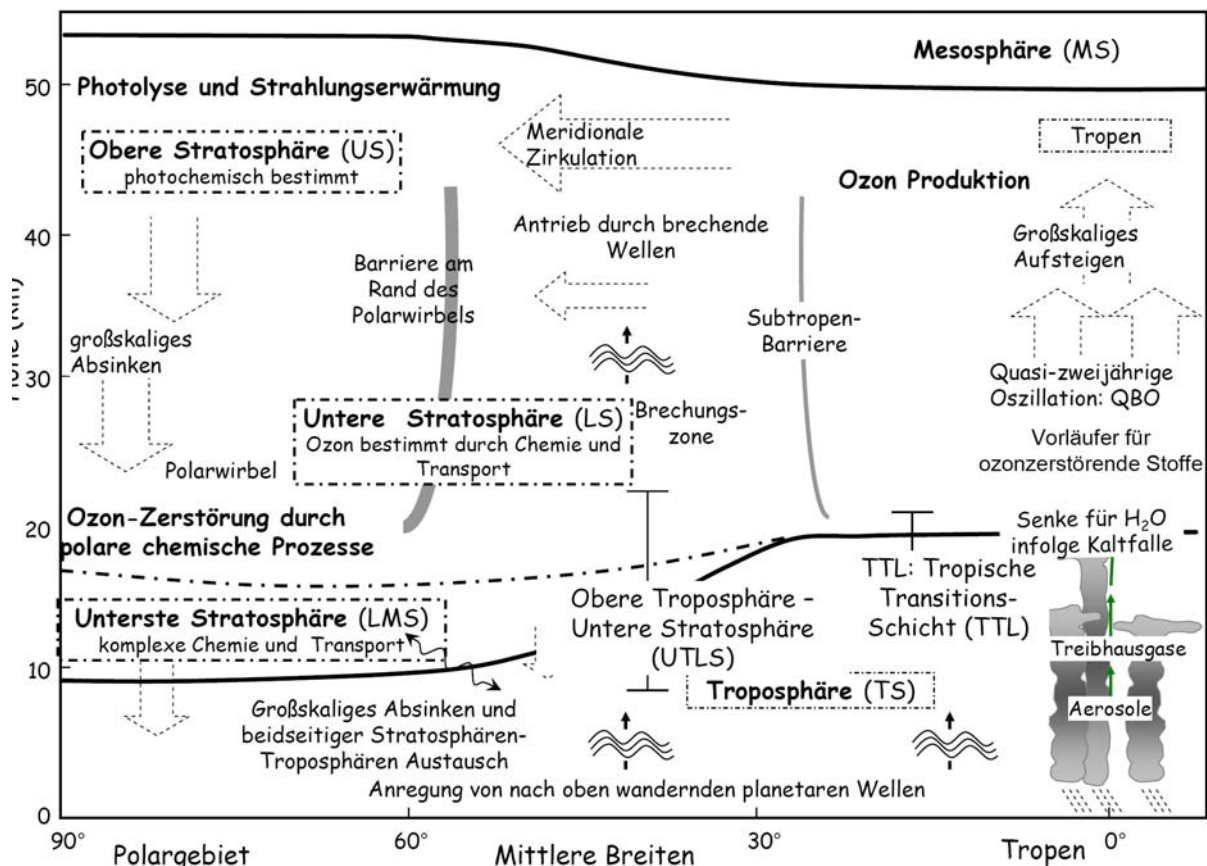 Mesosphäre (MS)
50
Photolyse und Strahlungserwärmung
Meridionale
Zirkulation
Tropen
Obere Stratosphäre (US)
photochemisch bestimmt
Ozon Produktion
40
Antrieb durch brechende
Wellen
Großskaliges
Aufsteigen
Barriere am
Rand des
Polarwirbels
Subtropen-
Barriere
großskaliges
Absinken
30
Quasi-zweijährige
Oszillation: QBO
Untere Stratosphäre (LS)
Ozon bestimmt durch Chemie und
Transport
Brechungs-
zone
Vorläufer für
ozonzerstörende Stoffe
Polarwirbel
20
Ozon-Zerstörung durch
polare chemische Prozesse
Senke für H₂O
infolge Kaltfalle
TTL: Tropische
Transitions-
Schicht (TTL)
Obere Troposphäre –
Untere Stratosphäre
(UTLS)
Unterste Stratosphäre (LMS)
komplexe Chemie und Transport
Treibhausgase
10
Troposphäre (TS)
Aerosole
Großskaliges Absinken und
beidseitiger Stratosphären-
Troposphären Austausch
Anregung von nach oben wandernden planetaren Wellen
0
90° 60° 30° 0°
Polargebiet Mittlere Breiten Tropen